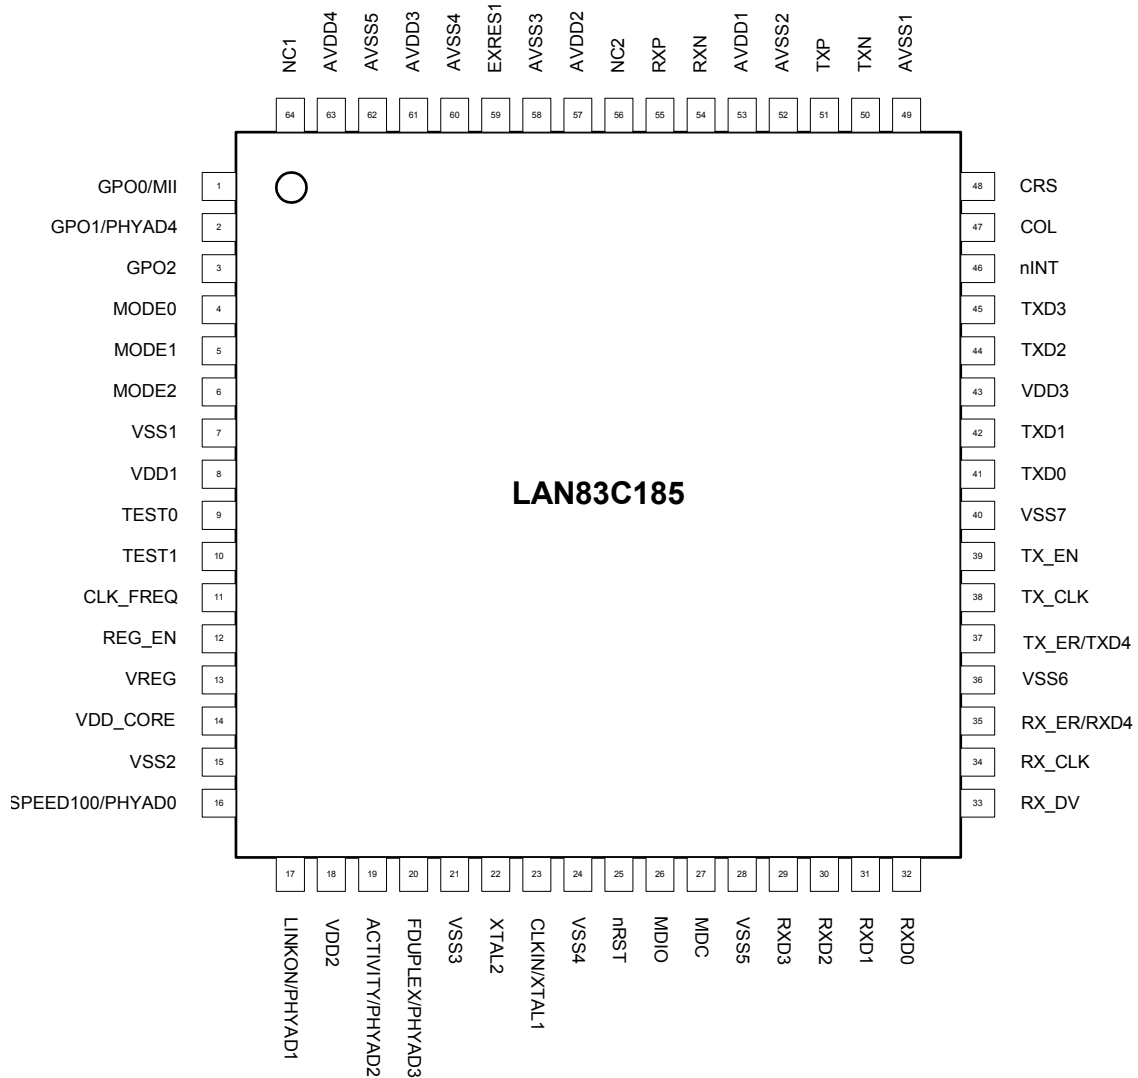 NC1
AVDD4
AVSS5
AVDD3
AVSS4
EXRES1
AVSS3
AVDD2
NC2
RXP
RXN
AVDD1
AVSS2
TXP
TXN
AVSS1
64
63
62
61
60
59
58
57
56
55
54
53
52
51
50
49
GPO0/MII 1
GPO1/PHYAD4 2
GPO2 3
MODE0 4
MODE1 5
MODE2 6
VSS1 7
VDD1 8
TEST0 9
TEST1 10
CLK_FREQ 11
REG_EN 12
VREG 13
VDD_CORE 14
VSS2 15
SPEED100/PHYAD0 16
LAN83C185
48 CRS
47 COL
46 nINT
45 TXD3
44 TXD2
43 VDD3
42 TXD1
41 TXD0
40 VSS7
39 TX_EN
38 TX_CLK
37 TX_ER/TXD4
36 VSS6
35 RX_ER/RXD4
34 RX_CLK
33 RX_DV
17
18
19
20
21
22
23
24
25
26
27
28
29
30
31
32
LINKON/PHYAD1
VDD2
ACTIVITY/PHYAD2
FDUPLEX/PHYAD3
VSS3
XTAL2
CLKIN/XTAL1
VSS4
nRST
MDIO
MDC
VSS5
RXD3
RXD2
RXD1
RXD0